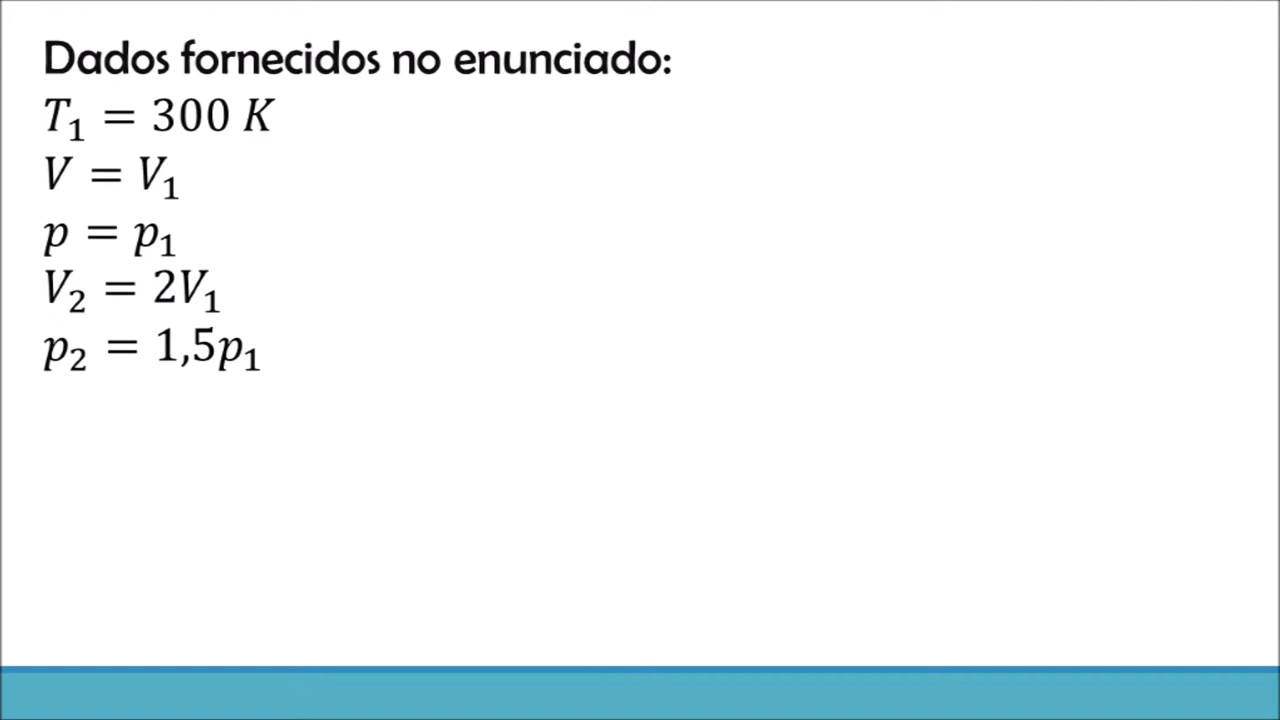 Dados fornecidos no enunciado:
T₁ = 300 K
V = V₁
p = p₁
V₂ = 2V₁
p₂ = 1,5p₁